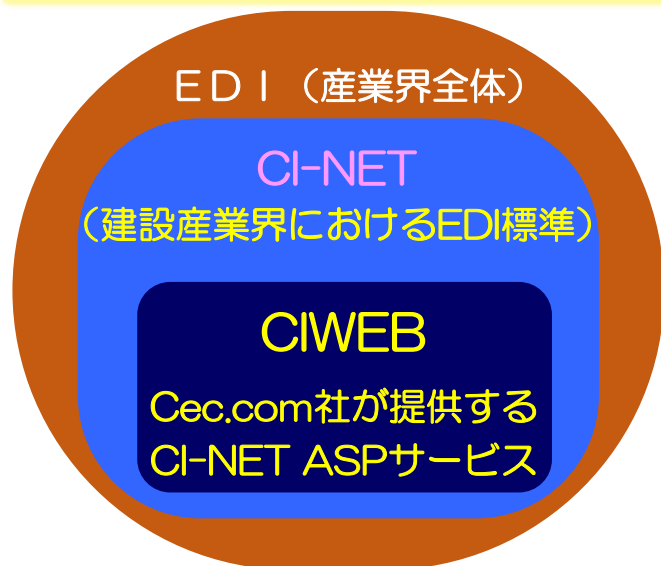 EDI（産業界全体）
CI-NET
（建設産業界におけるEDI標準）
CIWEB
Cec.com社が提供する
CI-NET ASPサービス